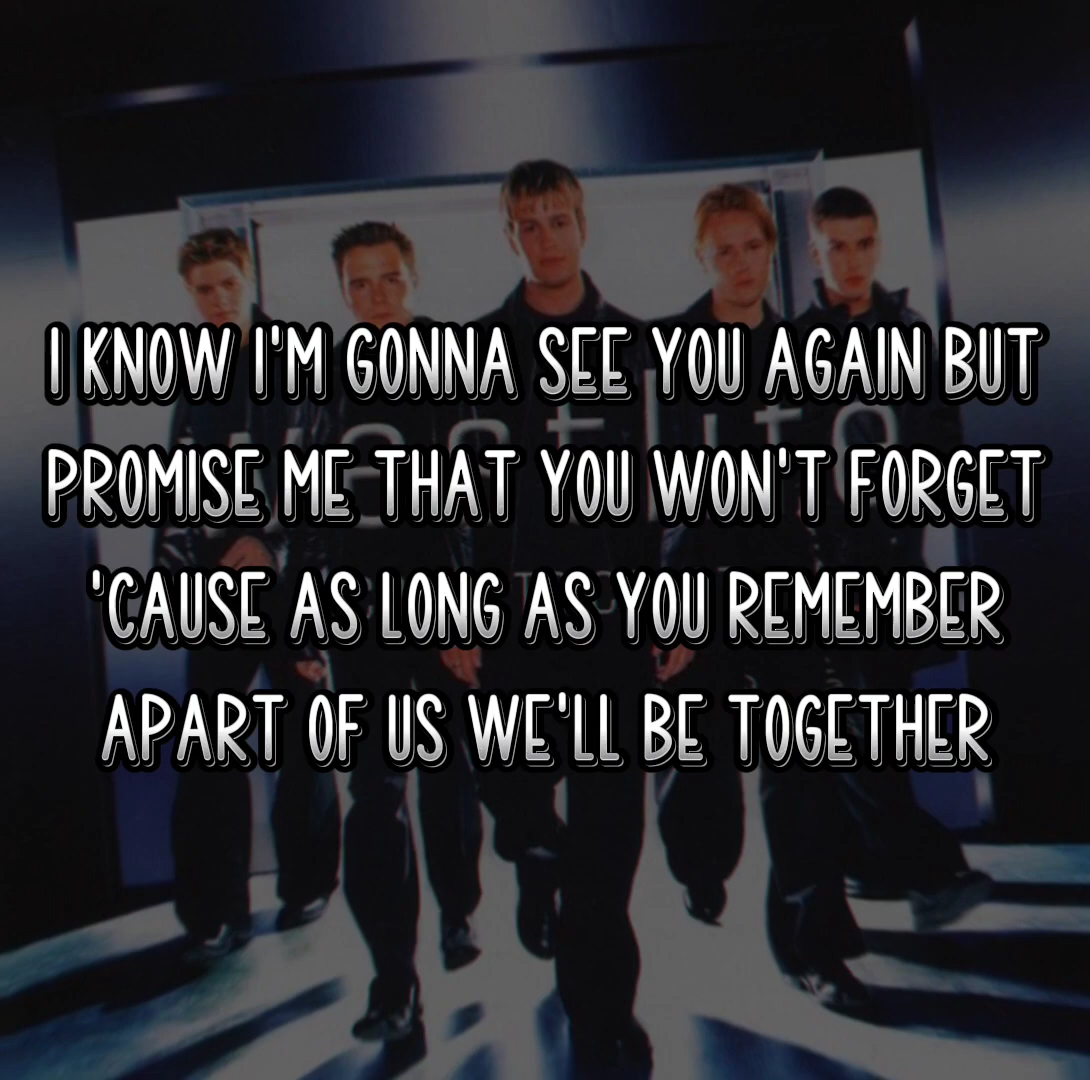 I KNOW I'M GONNA SEE YOU AGAIN BUT
PROMISE ME THAT YOU WON'T FORGET
'CAUSE AS LONG AS YOU REMEMBER
APART OF US WE'LL BE TOGETHER